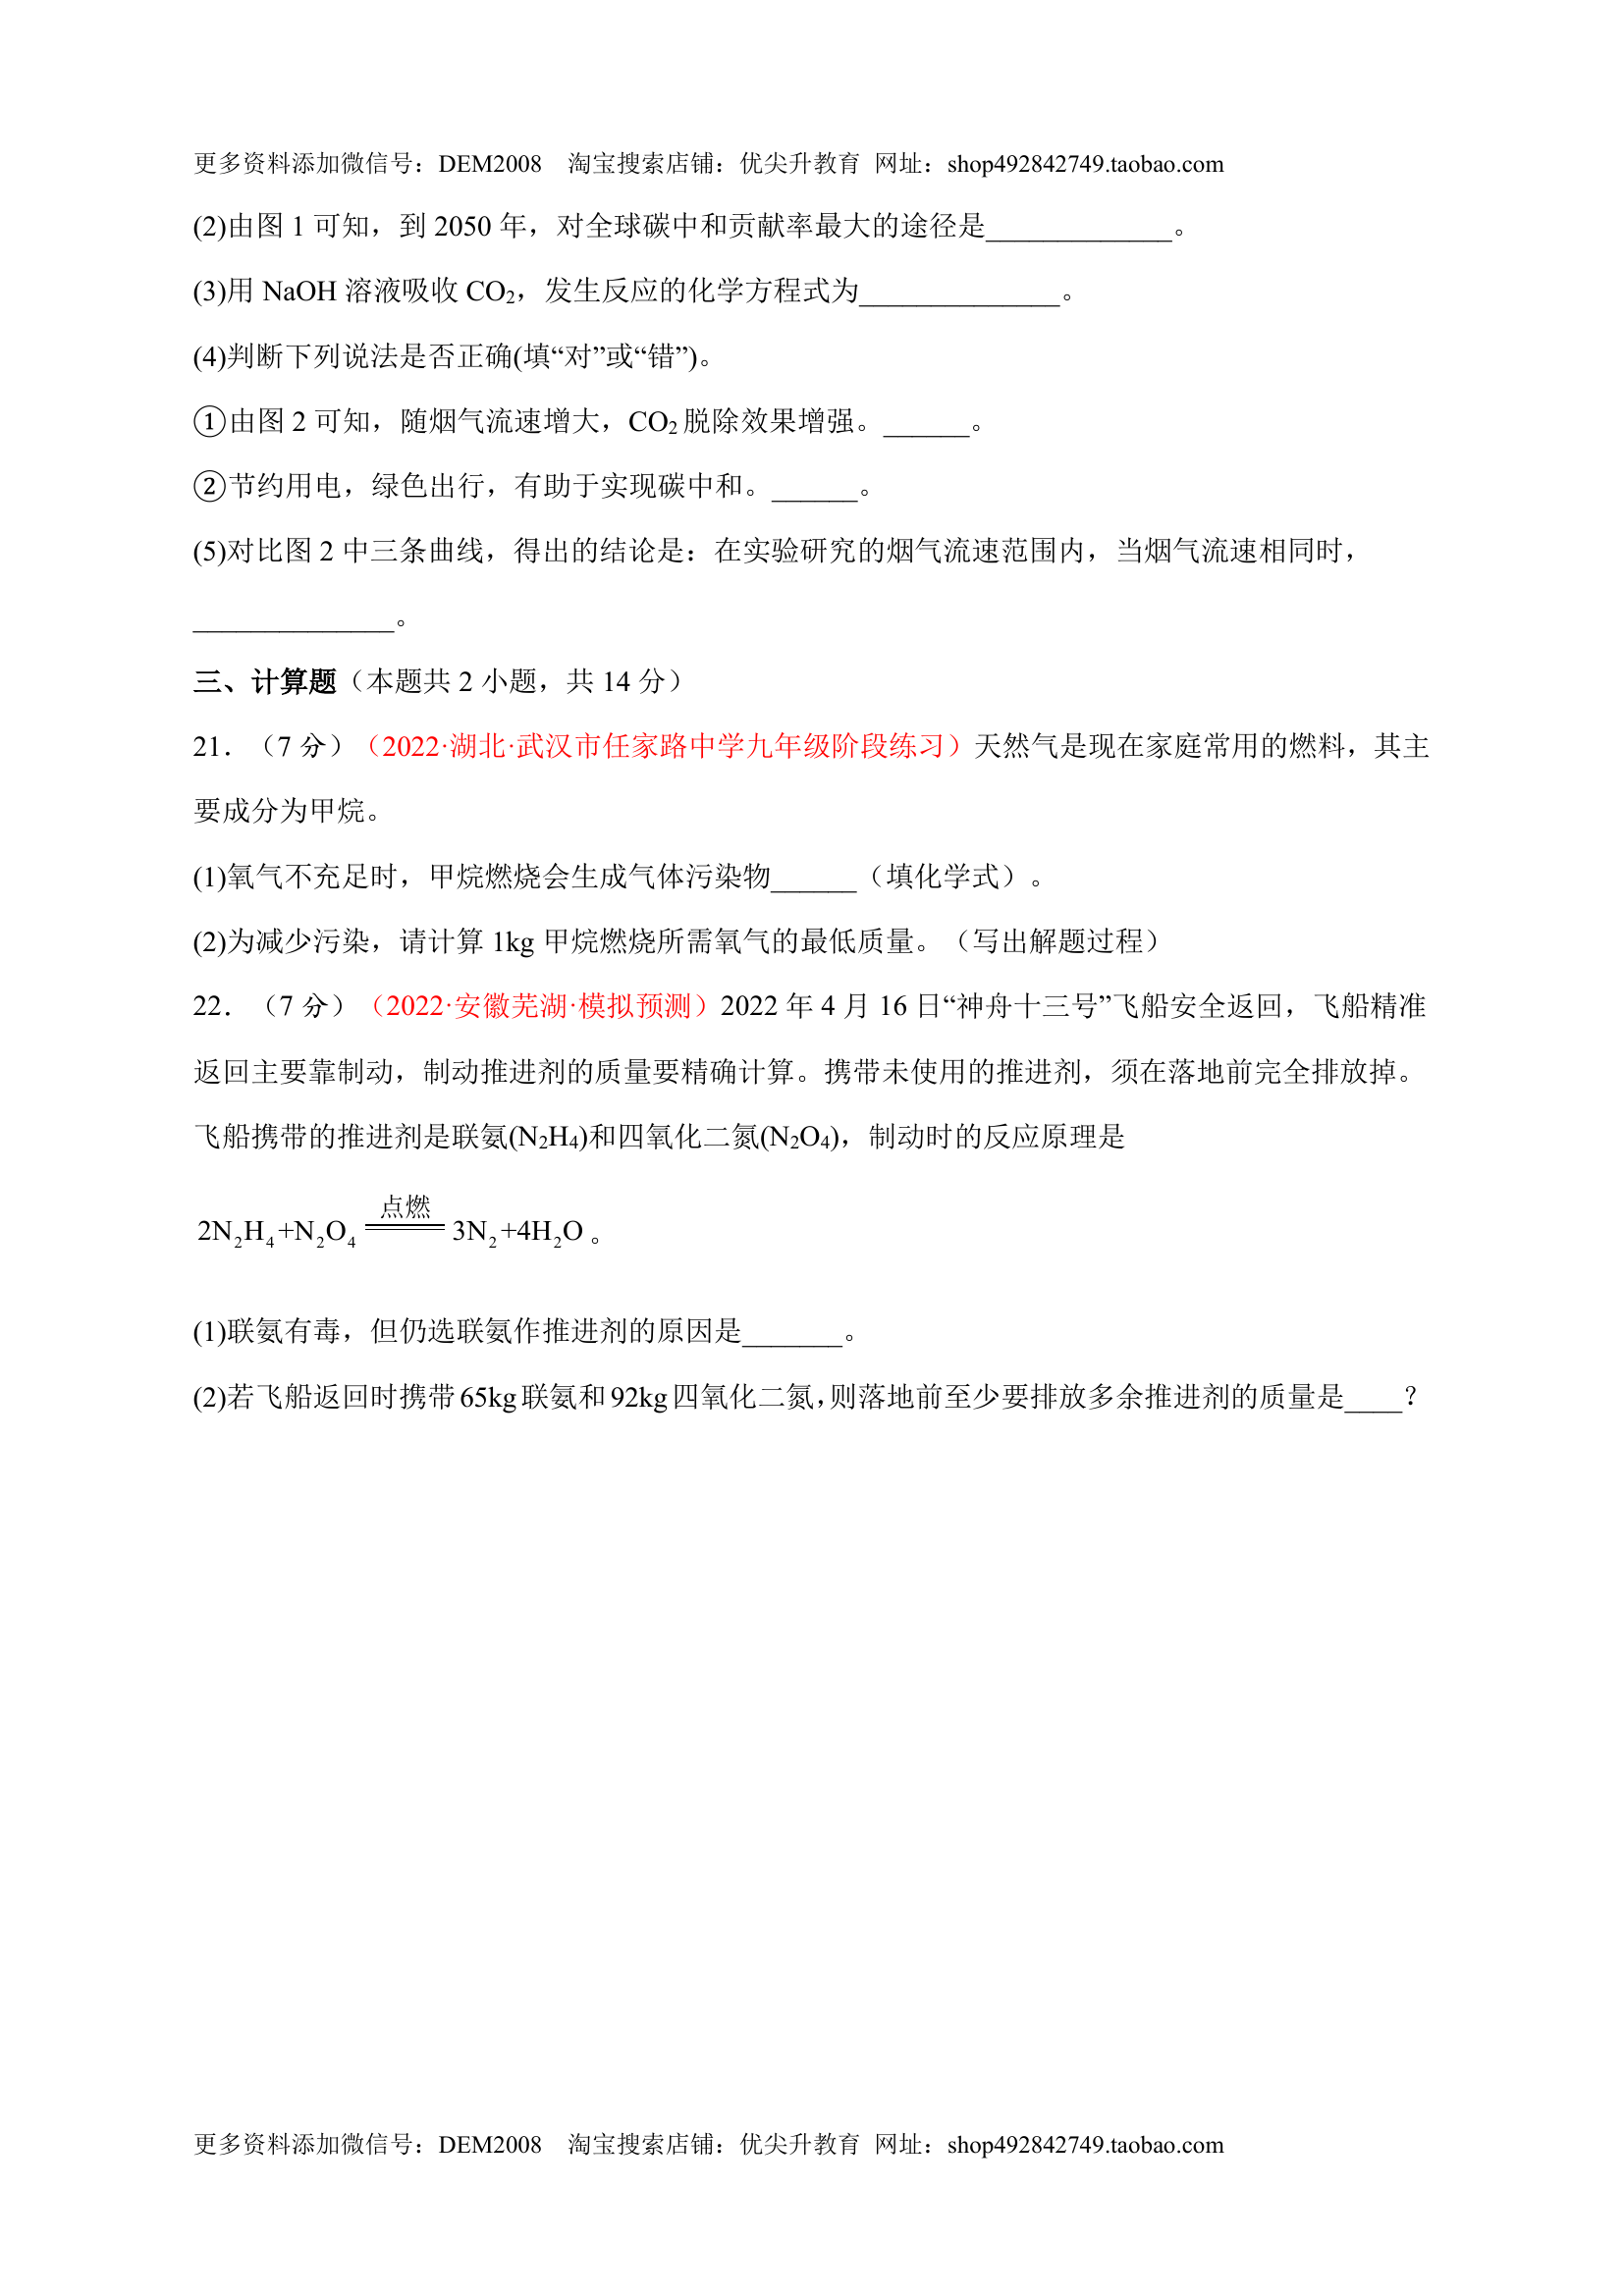 更多资料添加微信号：DEM2008 淘宝搜索店铺：优尖升教育 网址：shop492842749.taobao.com
(2)由图 1 可知，到 2050 年，对全球碳中和贡献率最大的途径是_____________。
(3)用 NaOH 溶液吸收 CO₂，发生反应的化学方程式为______________。
(4)判断下列说法是否正确(填“对”或“错”)。
①由图 2 可知，随烟气流速增大，CO₂脱除效果增强。______。
②节约用电，绿色出行，有助于实现碳中和。______。
(5)对比图 2 中三条曲线，得出的结论是：在实验研究的烟气流速范围内，当烟气流速相同时，
______________。
三、计算题（本题共 2 小题，共 14 分）
21．（7 分）（2022·湖北·武汉市任家路中学九年级阶段练习）天然气是现在家庭常用的燃料，其主
要成分为甲烷。
(1)氧气不充足时，甲烷燃烧会生成气体污染物______（填化学式）。
(2)为减少污染，请计算 1kg 甲烷燃烧所需氧气的最低质量。（写出解题过程）
22．（7 分）（2022·安徽芜湖·模拟预测）2022 年 4 月 16 日“神舟十三号”飞船安全返回，飞船精准
返回主要靠制动，制动推进剂的质量要精确计算。携带未使用的推进剂，须在落地前完全排放掉。
飞船携带的推进剂是联氨(N₂H₄)和四氧化二氮(N₂O₄)，制动时的反应原理是
点燃
2N₂H₄+N₂O₄ ═══ 3N₂+4H₂O。
(1)联氨有毒，但仍选联氨作推进剂的原因是_______。
(2)若飞船返回时携带 65kg 联氨和 92kg 四氧化二氮，则落地前至少要排放多余推进剂的质量是____？
更多资料添加微信号：DEM2008 淘宝搜索店铺：优尖升教育 网址：shop492842749.taobao.com